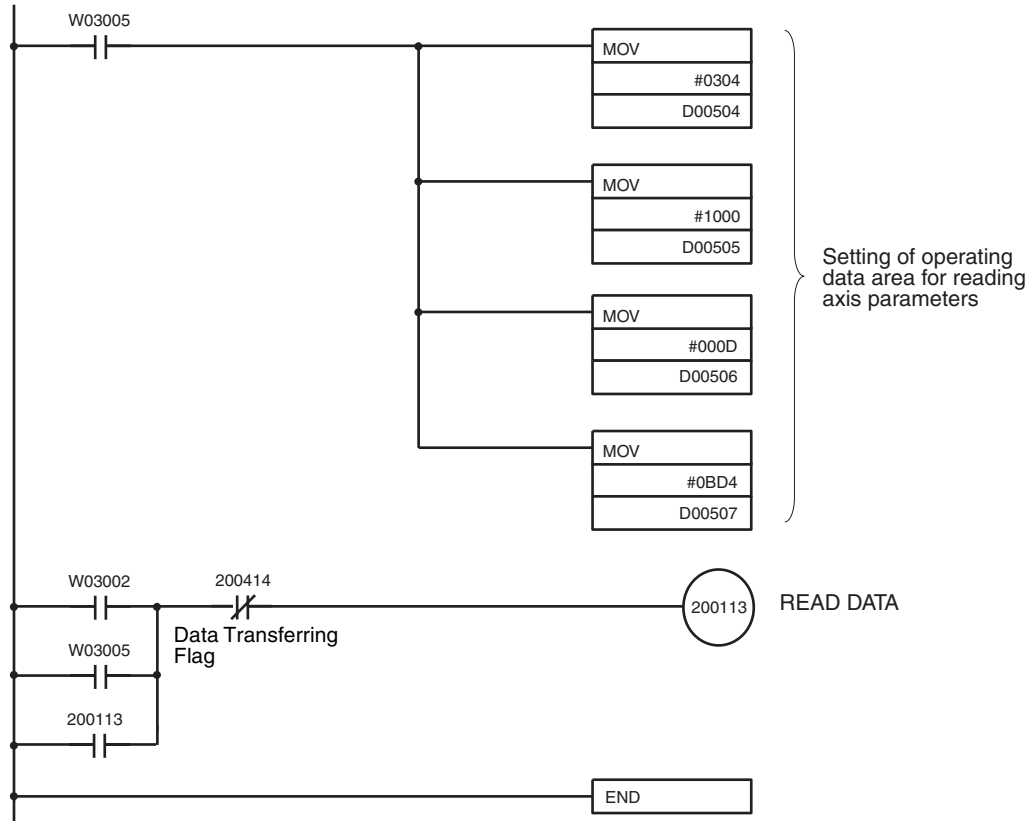 W03005
MOV
#0304
D00504
MOV
#1000
D00505
MOV
#000D
D00506
MOV
#0BD4
D00507
Setting of operating
data area for reading
axis parameters
W03002
200414
200113
READ DATA
Data Transferring
Flag
W03005
200113
END